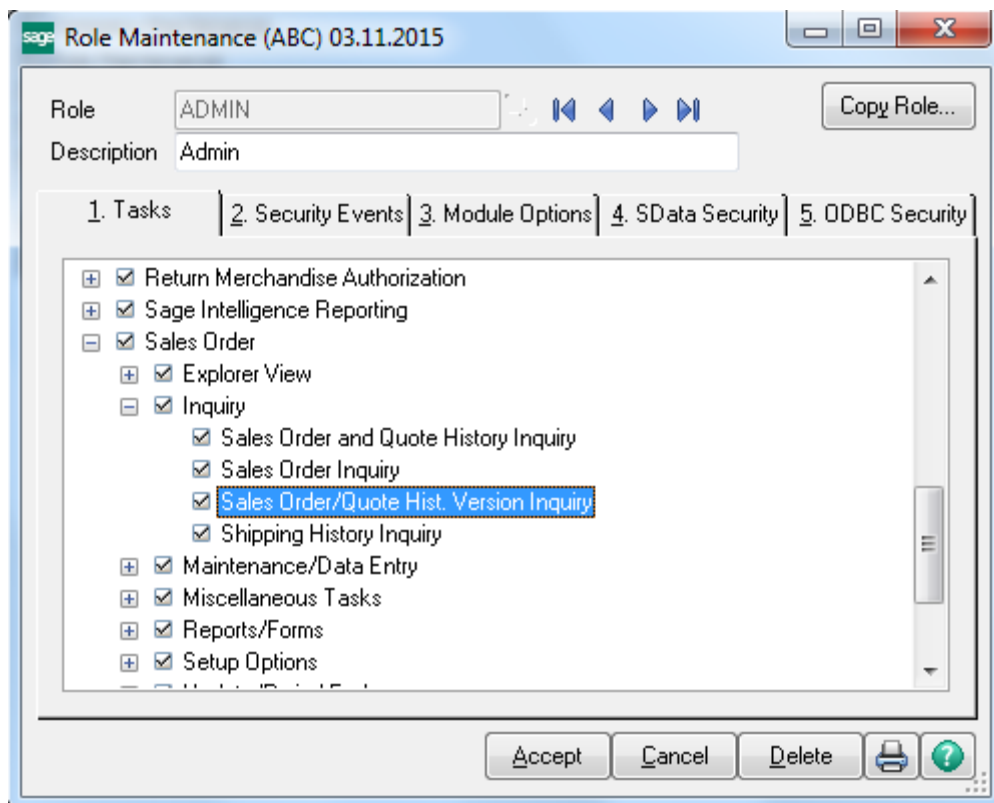 sage Role Maintenance (ABC) 03.11.2015
Role ADMIN Copy Role...
Description Admin
1. Tasks 2. Security Events 3. Module Options 4. SData Security 5. ODBC Security
Return Merchandise Authorization
Sage Intelligence Reporting
Sales Order
Explorer View
Inquiry
Sales Order and Quote History Inquiry
Sales Order Inquiry
Sales Order/Quote Hist. Version Inquiry
Shipping History Inquiry
Maintenance/Data Entry
Miscellaneous Tasks
Reports/Forms
Setup Options
Accept Cancel Delete